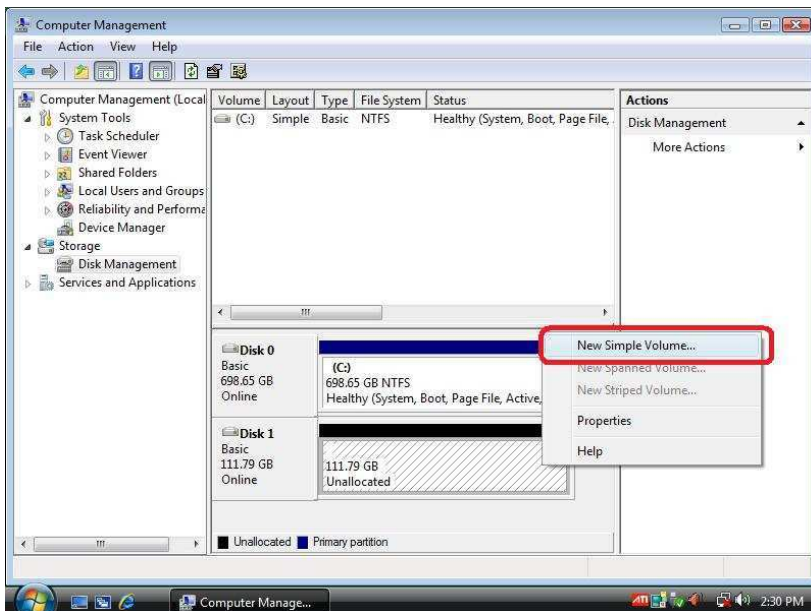 Computer Management
File Action View Help
Computer Management (Local
System Tools
Task Scheduler
Event Viewer
Shared Folders
Local Users and Groups
Reliability and Performa
Device Manager
Storage
Disk Management
Services and Applications
Volume Layout Type File System Status
(C:) Simple Basic NTFS Healthy (System, Boot, Page File,
Actions
Disk Management
More Actions
Disk 0
Basic
698.65 GB
Online
(C:)
698.65 GB NTFS
Healthy (System, Boot, Page File, Active,
Disk 1
Basic
111.79 GB
Online
111.79 GB
Unallocated
New Simple Volume...
New Spanned Volume...
New Striped Volume...
Properties
Help
Unallocated Primary partition
Computer Manage...
ATI
2:30 PM